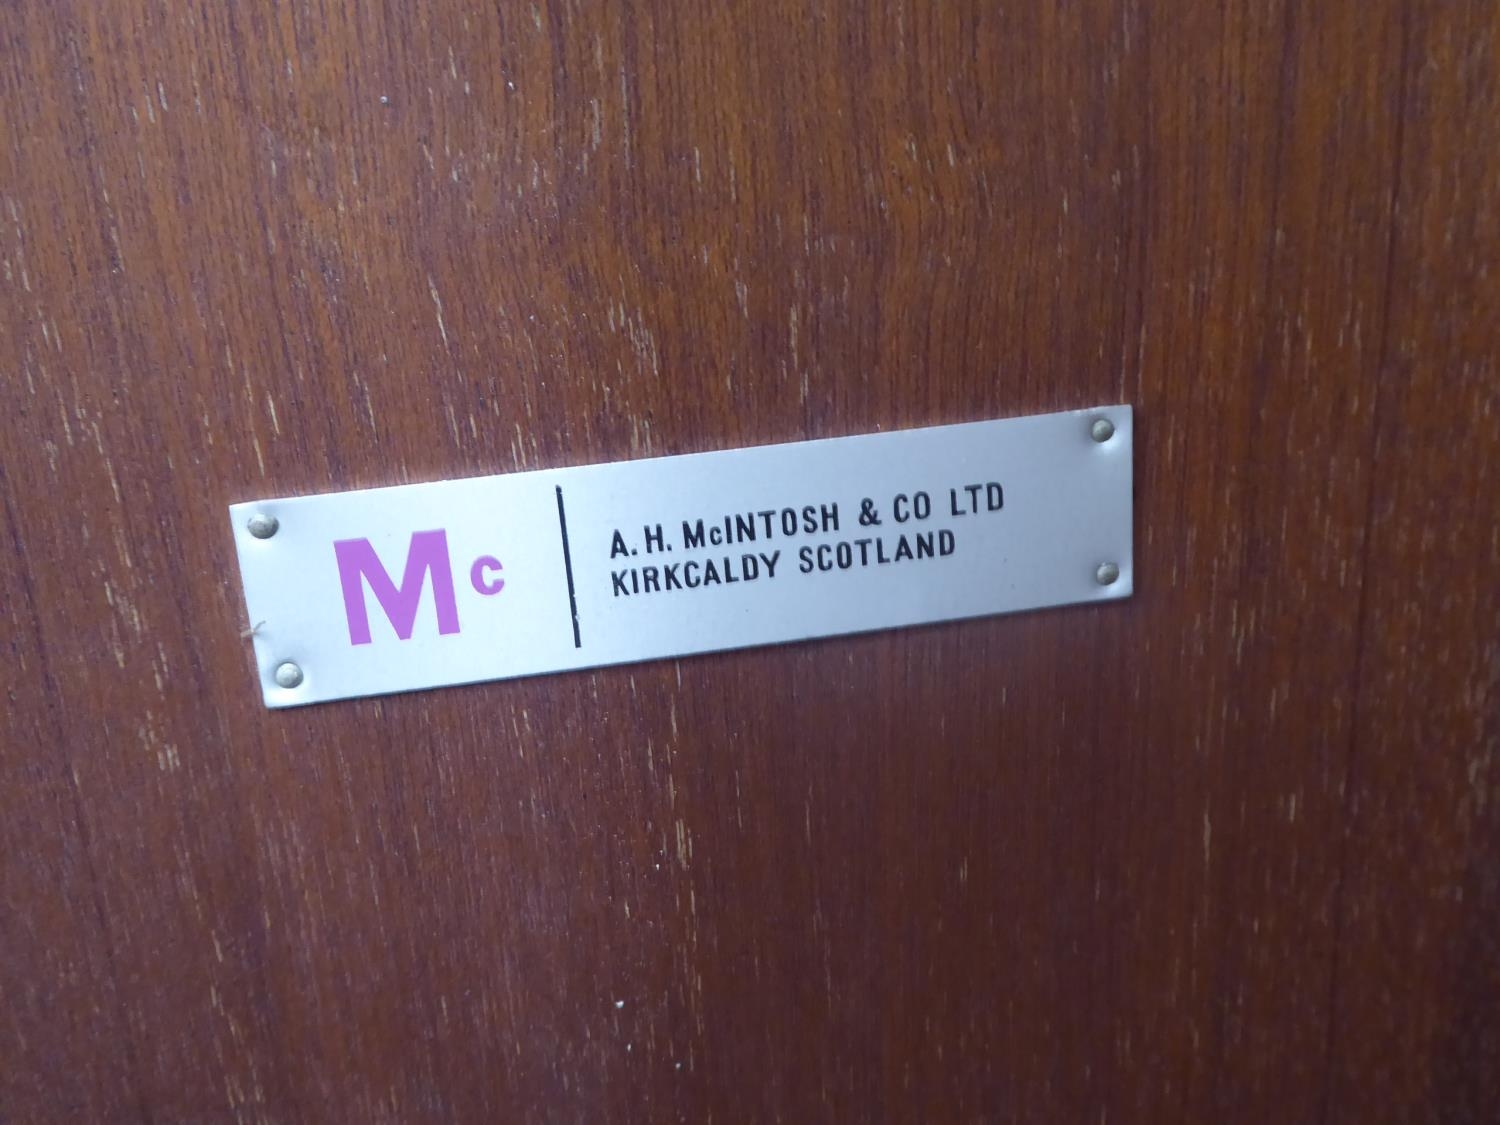 Mc
A. H. McINTOSH & CO LTD
KIRKCALDY SCOTLAND